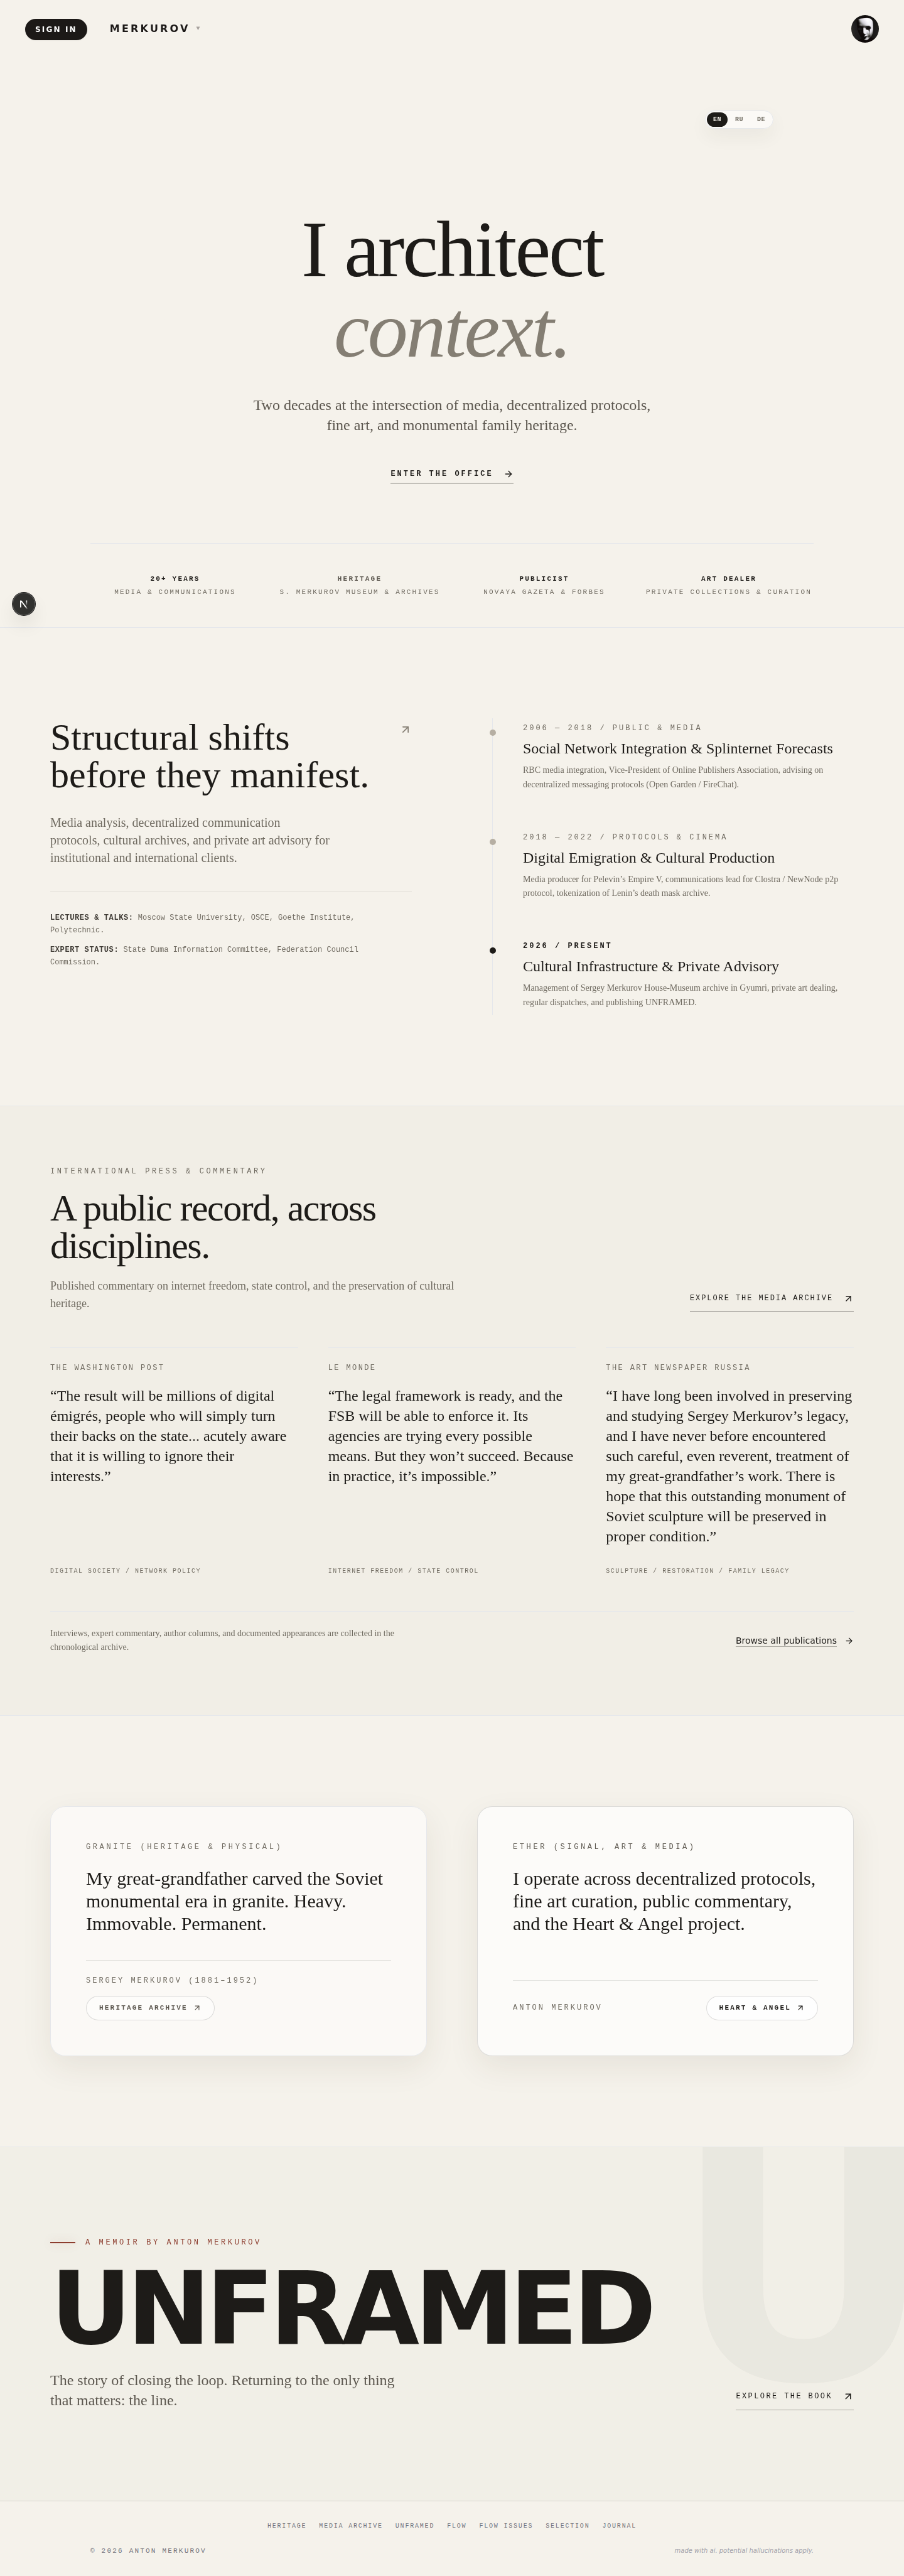 SIGN IN
MERKUROV
EN RU DE
I architect
context.
Two decades at the intersection of media, decentralized protocols,
fine art, and monumental family heritage.
ENTER THE OFFICE
20+ YEARS
MEDIA & COMMUNICATIONS
HERITAGE
S. MERKUROV MUSEUM & ARCHIVES
PUBLICIST
NOVAYA GAZETA & FORBES
ART DEALER
PRIVATE COLLECTIONS & CURATION
N
Structural shifts
before they manifest.
Media analysis, decentralized communication
protocols, cultural archives, and private art advisory for
institutional and international clients.
LECTURES & TALKS: Moscow State University, OSCE, Goethe Institute,
Polytechnic.
EXPERT STATUS: State Duma Information Committee, Federation Council
Commission.
2006 — 2018 / PUBLIC & MEDIA
Social Network Integration & Splinternet Forecasts
RBC media integration, Vice-President of Online Publishers Association, advising on
decentralized messaging protocols (Open Garden / FireChat).
2018 — 2022 / PROTOCOLS & CINEMA
Digital Emigration & Cultural Production
Media producer for Pelevin’s Empire V, communications lead for Clostra / NewNode p2p
protocol, tokenization of Lenin’s death mask archive.
2026 / PRESENT
Cultural Infrastructure & Private Advisory
Management of Sergey Merkurov House-Museum archive in Gyumri, private art dealing,
regular dispatches, and publishing UNFRAMED.
INTERNATIONAL PRESS & COMMENTARY
A public record, across
disciplines.
Published commentary on internet freedom, state control, and the preservation of cultural
heritage.
EXPLORE THE MEDIA ARCHIVE
THE WASHINGTON POST
“The result will be millions of digital
émigrés, people who will simply turn
their backs on the state... acutely aware
that it is willing to ignore their
interests.”
DIGITAL SOCIETY / NETWORK POLICY
LE MONDE
“The legal framework is ready, and the
FSB will be able to enforce it. Its
agencies are trying every possible
means. But they won’t succeed. Because
in practice, it’s impossible.”
INTERNET FREEDOM / STATE CONTROL
THE ART NEWSPAPER RUSSIA
“I have long been involved in preserving
and studying Sergey Merkurov’s legacy,
and I have never before encountered
such careful, even reverent, treatment of
my great-grandfather’s work. There is
hope that this outstanding monument of
Soviet sculpture will be preserved in
proper condition.”
SCULPTURE / RESTORATION / FAMILY LEGACY
Interviews, expert commentary, author columns, and documented appearances are collected in the
chronological archive.
Browse all publications
GRANITE (HERITAGE & PHYSICAL)
My great-grandfather carved the Soviet
monumental era in granite. Heavy.
Immovable. Permanent.
SERGEY MERKUROV (1881–1952)
HERITAGE ARCHIVE
ETHER (SIGNAL, ART & MEDIA)
I operate across decentralized protocols,
fine art curation, public commentary,
and the Heart & Angel project.
ANTON MERKUROV
HEART & ANGEL
U
A MEMOIR BY ANTON MERKUROV
UNFRAMED
The story of closing the loop. Returning to the only thing
that matters: the line.
EXPLORE THE BOOK
HERITAGE MEDIA ARCHIVE UNFRAMED FLOW FLOW ISSUES SELECTION JOURNAL
© 2026 ANTON MERKUROV
made with ai. potential hallucinations apply.